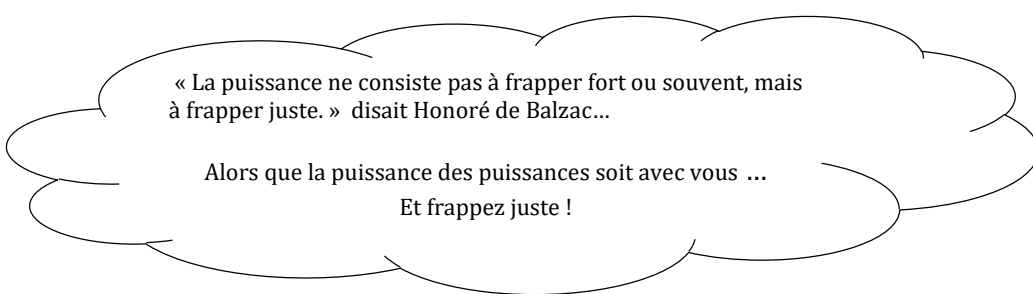 « La puissance ne consiste pas à frapper fort ou souvent, mais
à frapper juste. »  disait Honoré de Balzac…
Alors que la puissance des puissances soit avec vous …
Et frappez juste !